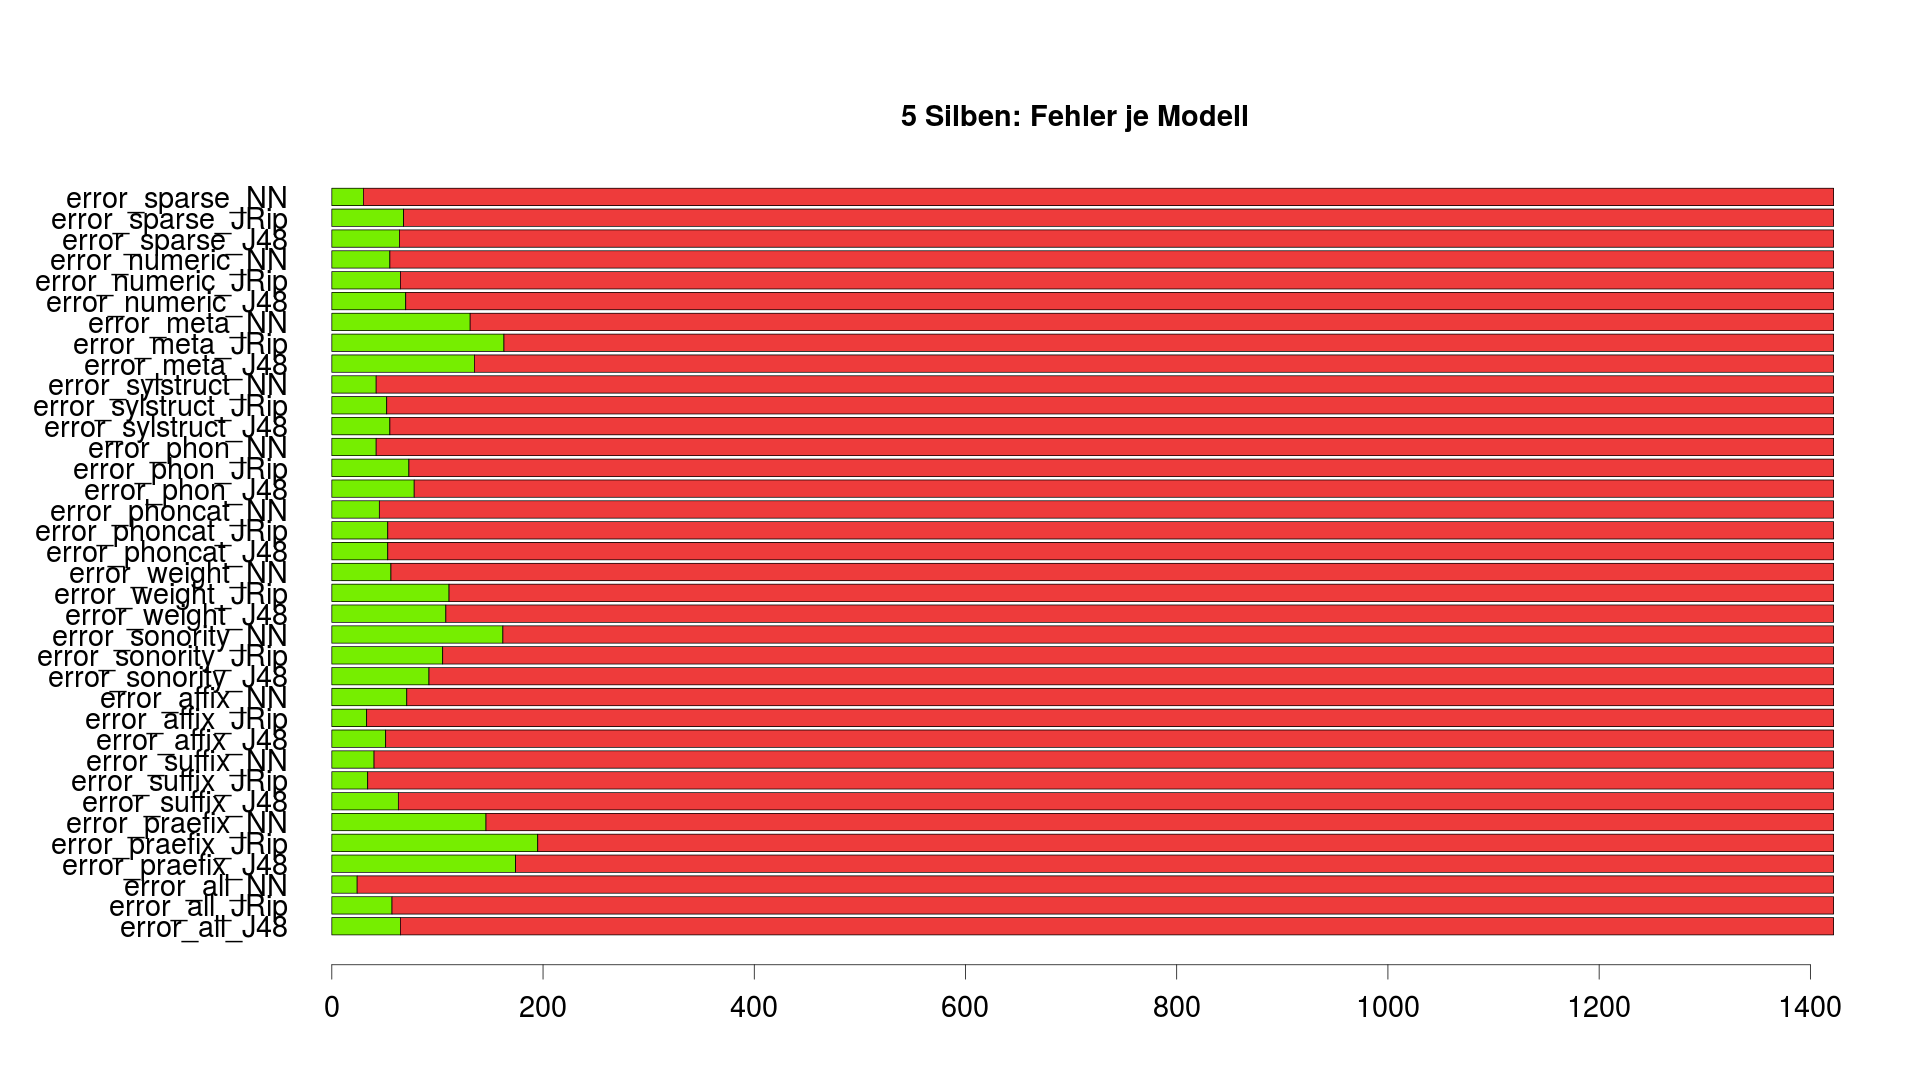 5 Silben: Fehler je Modell
error_sparse_NN
error_sparse_JRip
error_sparse_J48
error_numeric_NN
error_numeric_JRip
error_numeric_J48
error_meta_NN
error_meta_JRip
error_meta_J48
error_sylstruct_NN
error_sylstruct_JRip
error_sylstruct_J48
error_phon_NN
error_phon_JRip
error_phon_J48
error_phoncat_NN
error_phoncat_JRip
error_phoncat_J48
error_weight_NN
error_weight_JRip
error_weight_J48
error_sonority_NN
error_sonority_JRip
error_sonority_J48
error_affix_NN
error_affix_JRip
error_affix_J48
error_suffix_NN
error_suffix_JRip
error_suffix_J48
error_praefix_NN
error_praefix_JRip
error_praefix_J48
error_all_NN
error_all_JRip
error_all_J48
0 200 400 600 800 1000 1200 1400